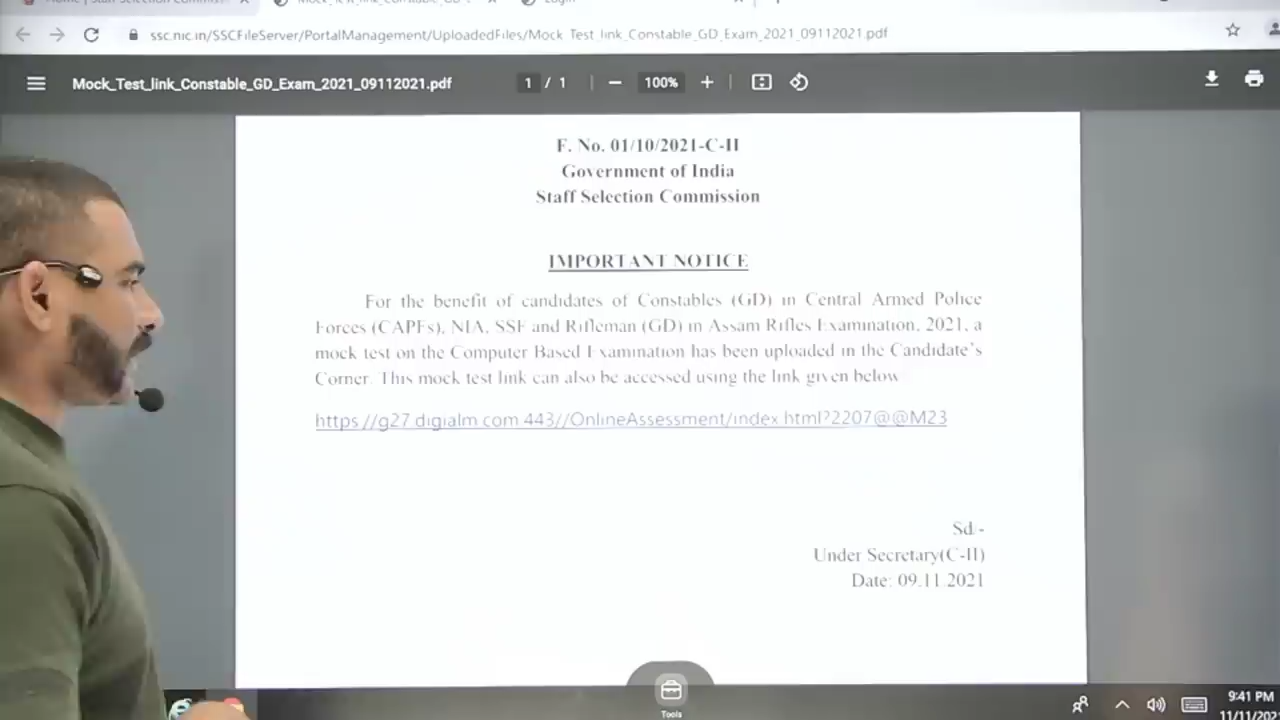 ssc.nic.in/SSCFileServer/PortalManagement/UploadedFiles/Mock_Test_link_Constable_GD_Exam_2021_09112021.pdf
Mock_Test_link_Constable_GD_Exam_2021_09112021.pdf
1 / 1
100%
F. No. 01/10/2021-C-II
Government of India
Staff Selection Commission
IMPORTANT NOTICE
For the benefit of candidates of Constables (GD) in Central Armed Police
Forces (CAPFs), NIA, SSF and Rifleman (GD) in Assam Rifles Examination, 2021, a
mock test on the Computer Based Examination has been uploaded in the Candidate's
Corner. This mock test link can also be accessed using the link given below
https://g27.digialm.com:443//OnlineAssessment/index.html?2207@@M23
Sd/-
Under Secretary(C-II)
Date: 09.11.2021
Tools
9:41 PM